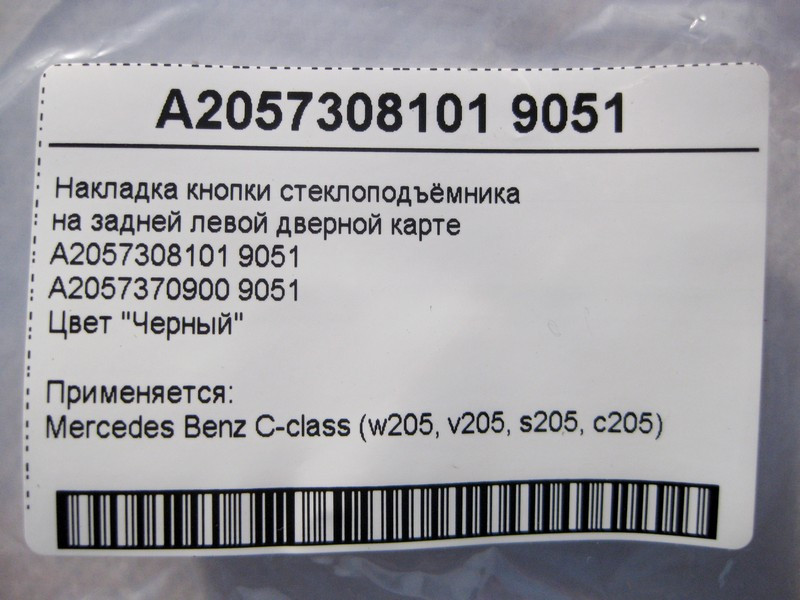 A2057308101 9051
Накладка кнопки стеклоподъёмника
на задней левой дверной карте
A2057308101 9051
A2057370900 9051
Цвет "Черный"
Применяется:
Mercedes Benz C-class (w205, v205, s205, c205)